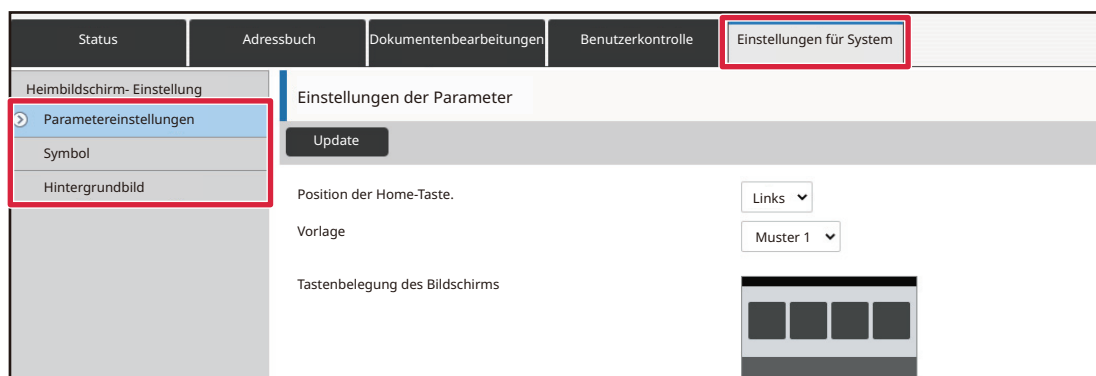 Status Adressbuch Dokumentenbearbeitungen Benutzerkontrolle Einstellungen für System
Heimbildschirm- Einstellung
Parametereinstellungen
Symbol
Hintergrundbild
Einstellungen der Parameter
Update
Position der Home-Taste. Links
Vorlage Muster 1
Tastenbelegung des Bildschirms